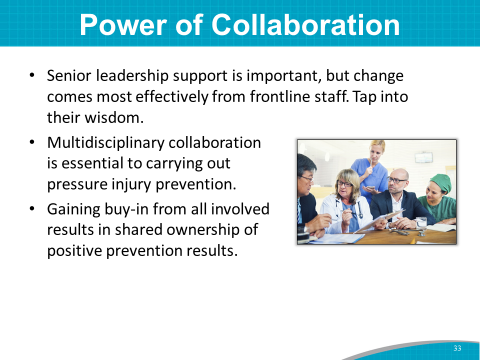 Power of Collaboration
• Senior leadership support is important, but change
comes most effectively from frontline staff. Tap into
their wisdom.
• Multidisciplinary collaboration
is essential to carrying out
pressure injury prevention.
• Gaining buy-in from all involved
results in shared ownership of
positive prevention results.
33